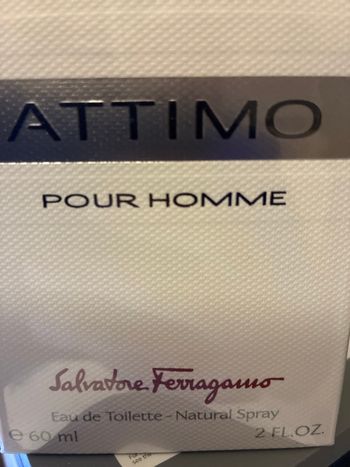 ATTIMO
POUR HOMME
Salvatore Ferragamo
Eau de Toilette - Natural Spray
℮ 60 ml 2 FL.OZ.